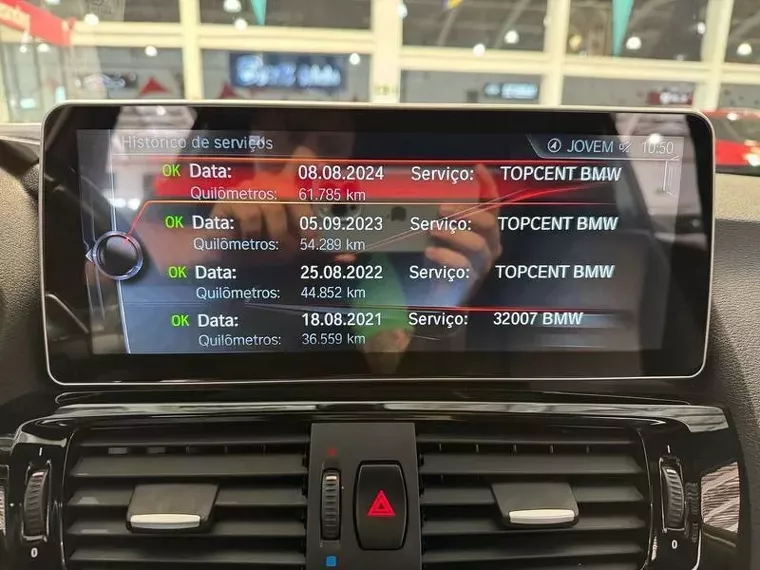 Histórico de serviços
JOVEM 10:50
OK Data: 08.08.2024 Serviço: TOPCENT BMW
Quilômetros: 61.785 km
OK Data: 05.09.2023 Serviço: TOPCENT BMW
Quilômetros: 54.289 km
OK Data: 25.08.2022 Serviço: TOPCENT BMW
Quilômetros: 44.852 km
OK Data: 18.08.2021 Serviço: 32007 BMW
Quilômetros: 36.559 km
I I
0 0